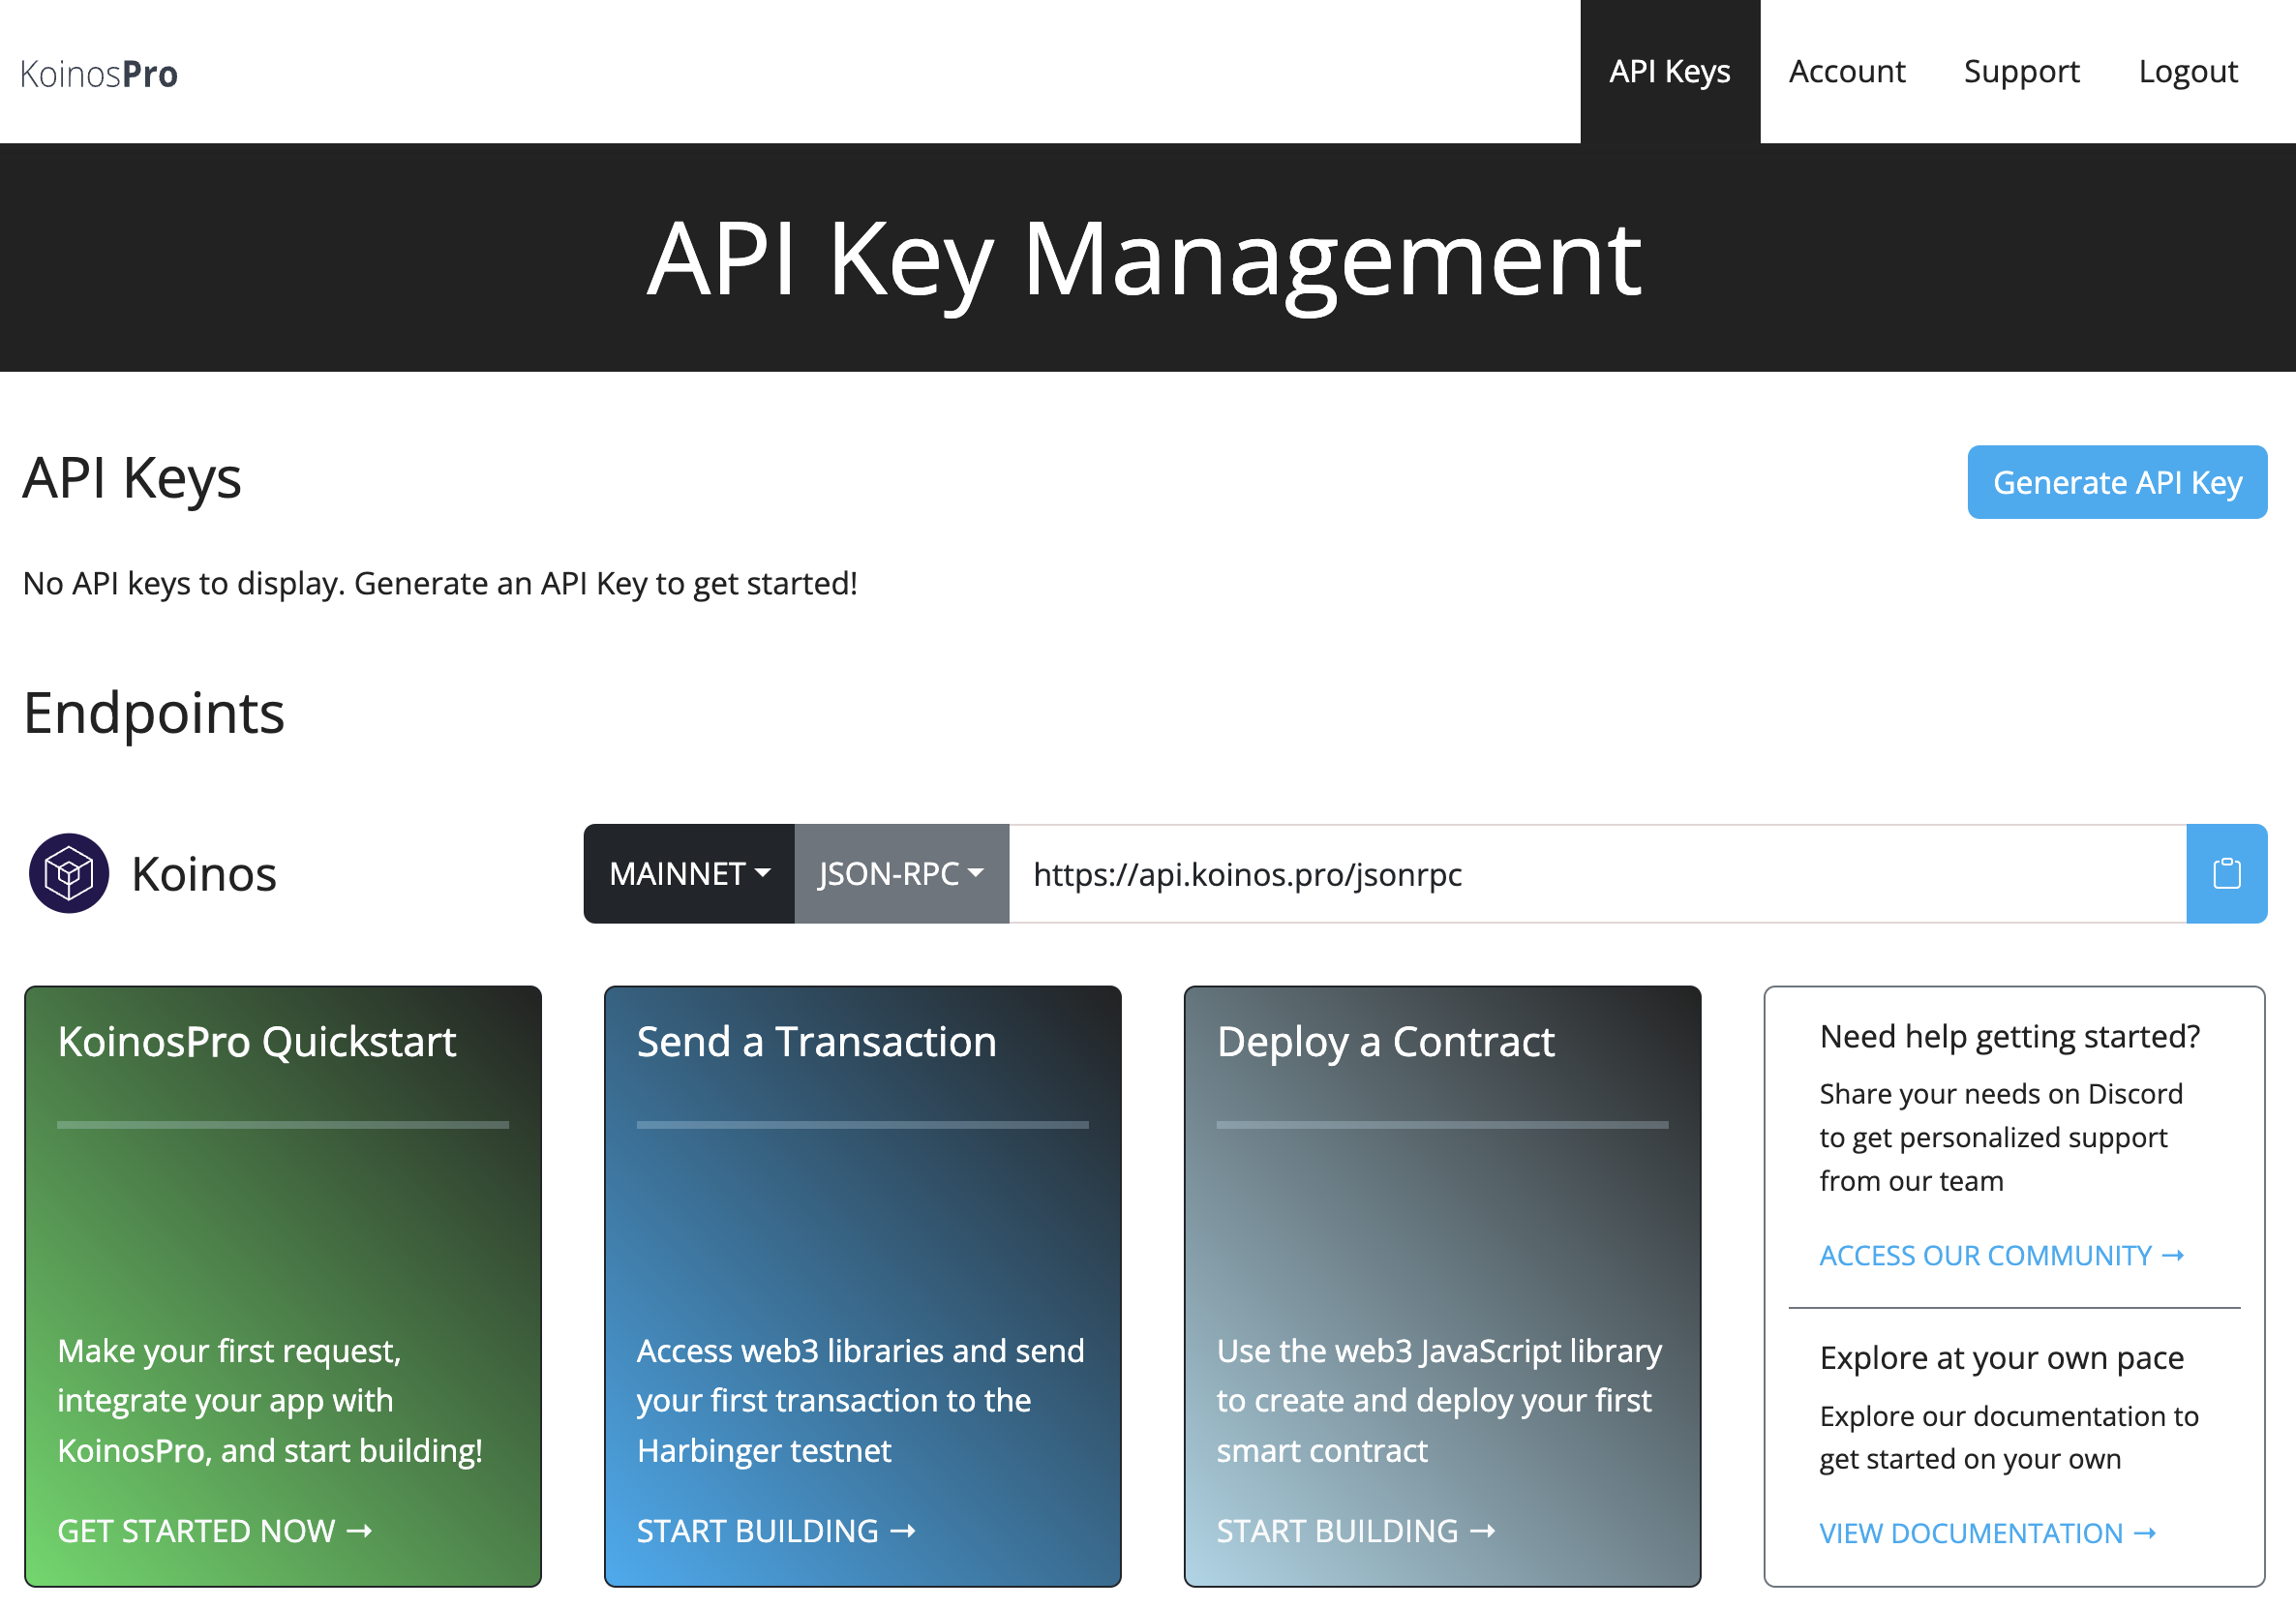 KoinosPro
API Keys
Account
Support
Logout
API Key Management
API Keys
Generate API Key
No API keys to display. Generate an API Key to get started!
Endpoints
Koinos
MAINNET
JSON-RPC
https://api.koinos.pro/jsonrpc
KoinosPro Quickstart
Make your first request,
integrate your app with
KoinosPro, and start building!
GET STARTED NOW →
Send a Transaction
Access web3 libraries and send
your first transaction to the
Harbinger testnet
START BUILDING →
Deploy a Contract
Use the web3 JavaScript library
to create and deploy your first
smart contract
START BUILDING →
Need help getting started?
Share your needs on Discord
to get personalized support
from our team
ACCESS OUR COMMUNITY →
Explore at your own pace
Explore our documentation to
get started on your own
VIEW DOCUMENTATION →